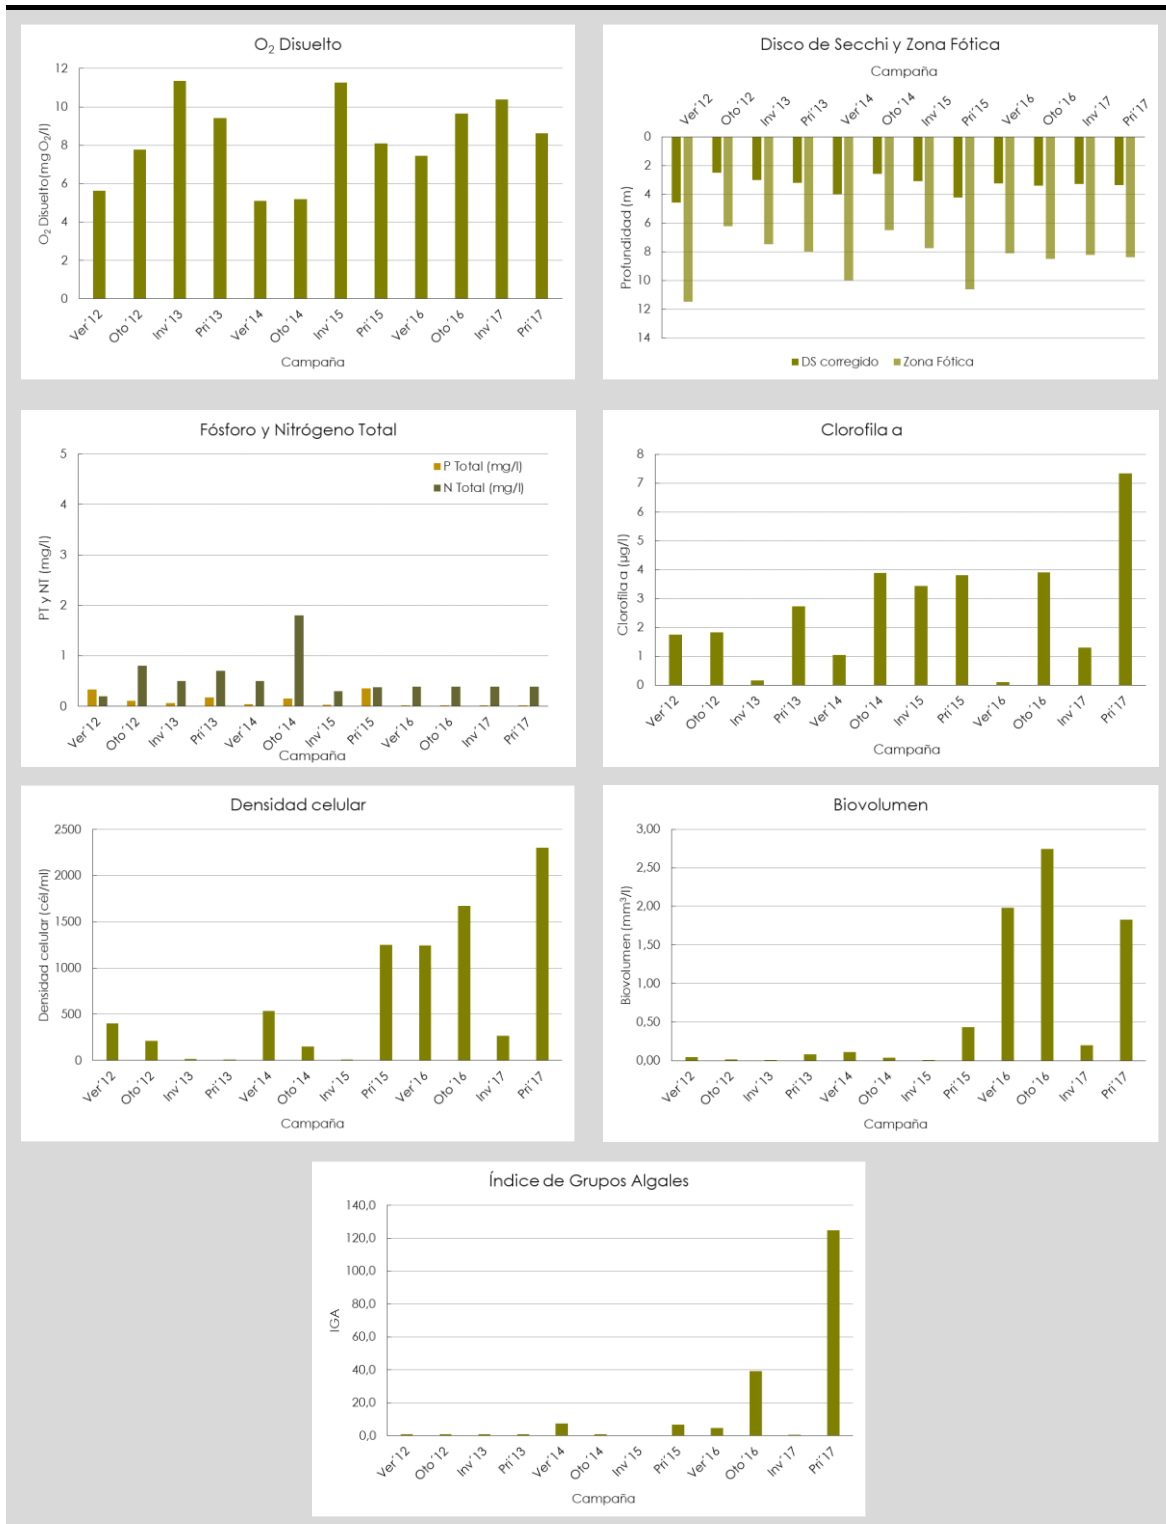 O₂ Disuelto
12
10
8
6
4
2
0
O₂ Disuelto(mg O₂/l)
Ver´12 Oto´12 Inv´13 Pri´13 Ver´14 Oto´14 Inv´15 Pri´15 Ver´16 Oto´16 Inv´17 Pri´17
Campaña
Disco de Secchi y Zona Fótica
Campaña
Ver´12 Oto´12 Inv´13 Pri´13 Ver´14 Oto´14 Inv´15 Pri´15 Ver´16 Oto´16 Inv´17 Pri´17
0
2
4
6
8
10
12
14
Profundidad (m)
DS corregido Zona Fótica
Fósforo y Nitrógeno Total
5
4
3
2
1
0
PT y NT (mg/l)
P Total (mg/l)
N Total (mg/l)
Ver´12 Oto´12 Inv´13 Pri´13 Ver´14 Oto´14 Inv´15 Pri´15 Ver´16 Oto´16 Inv´17 Pri´17
Campaña
Clorofila a
8
7
6
5
4
3
2
1
0
Clorofila a (µg/l)
Ver´12 Oto´12 Inv´13 Pri´13 Ver´14 Oto´14 Inv´15 Pri´15 Ver´16 Oto´16 Inv´17 Pri´17
Campaña
Densidad celular
2500
2000
1500
1000
500
0
Densidad celular (cél/ml)
Ver´12 Oto´12 Inv´13 Pri´13 Ver´14 Oto´14 Inv´15 Pri´15 Ver´16 Oto´16 Inv´17 Pri´17
Campaña
Biovolumen
3,00
2,50
2,00
1,50
1,00
0,50
0,00
Biovolumen (mm³/l)
Ver´12 Oto´12 Inv´13 Pri´13 Ver´14 Oto´14 Inv´15 Pri´15 Ver´16 Oto´16 Inv´17 Pri´17
Campaña
Índice de Grupos Algales
140,0
120,0
100,0
80,0
60,0
40,0
20,0
0,0
IGA
Ver´12 Oto´12 Inv´13 Pri´13 Ver´14 Oto´14 Inv´15 Pri´15 Ver´16 Oto´16 Inv´17 Pri´17
Campaña